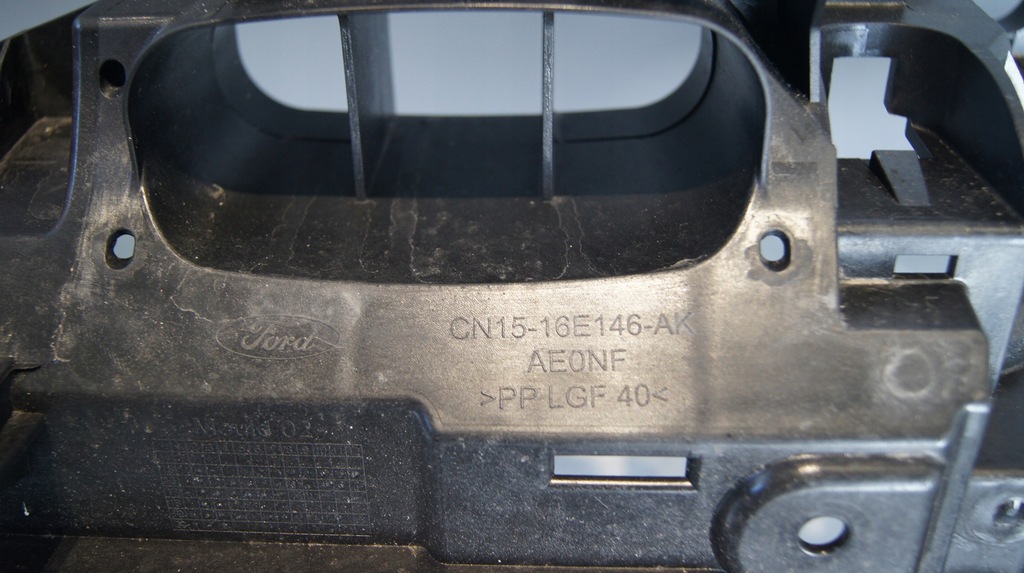 Ford
CN15-16E146-AK
AE0NF
>PP LGF 40<